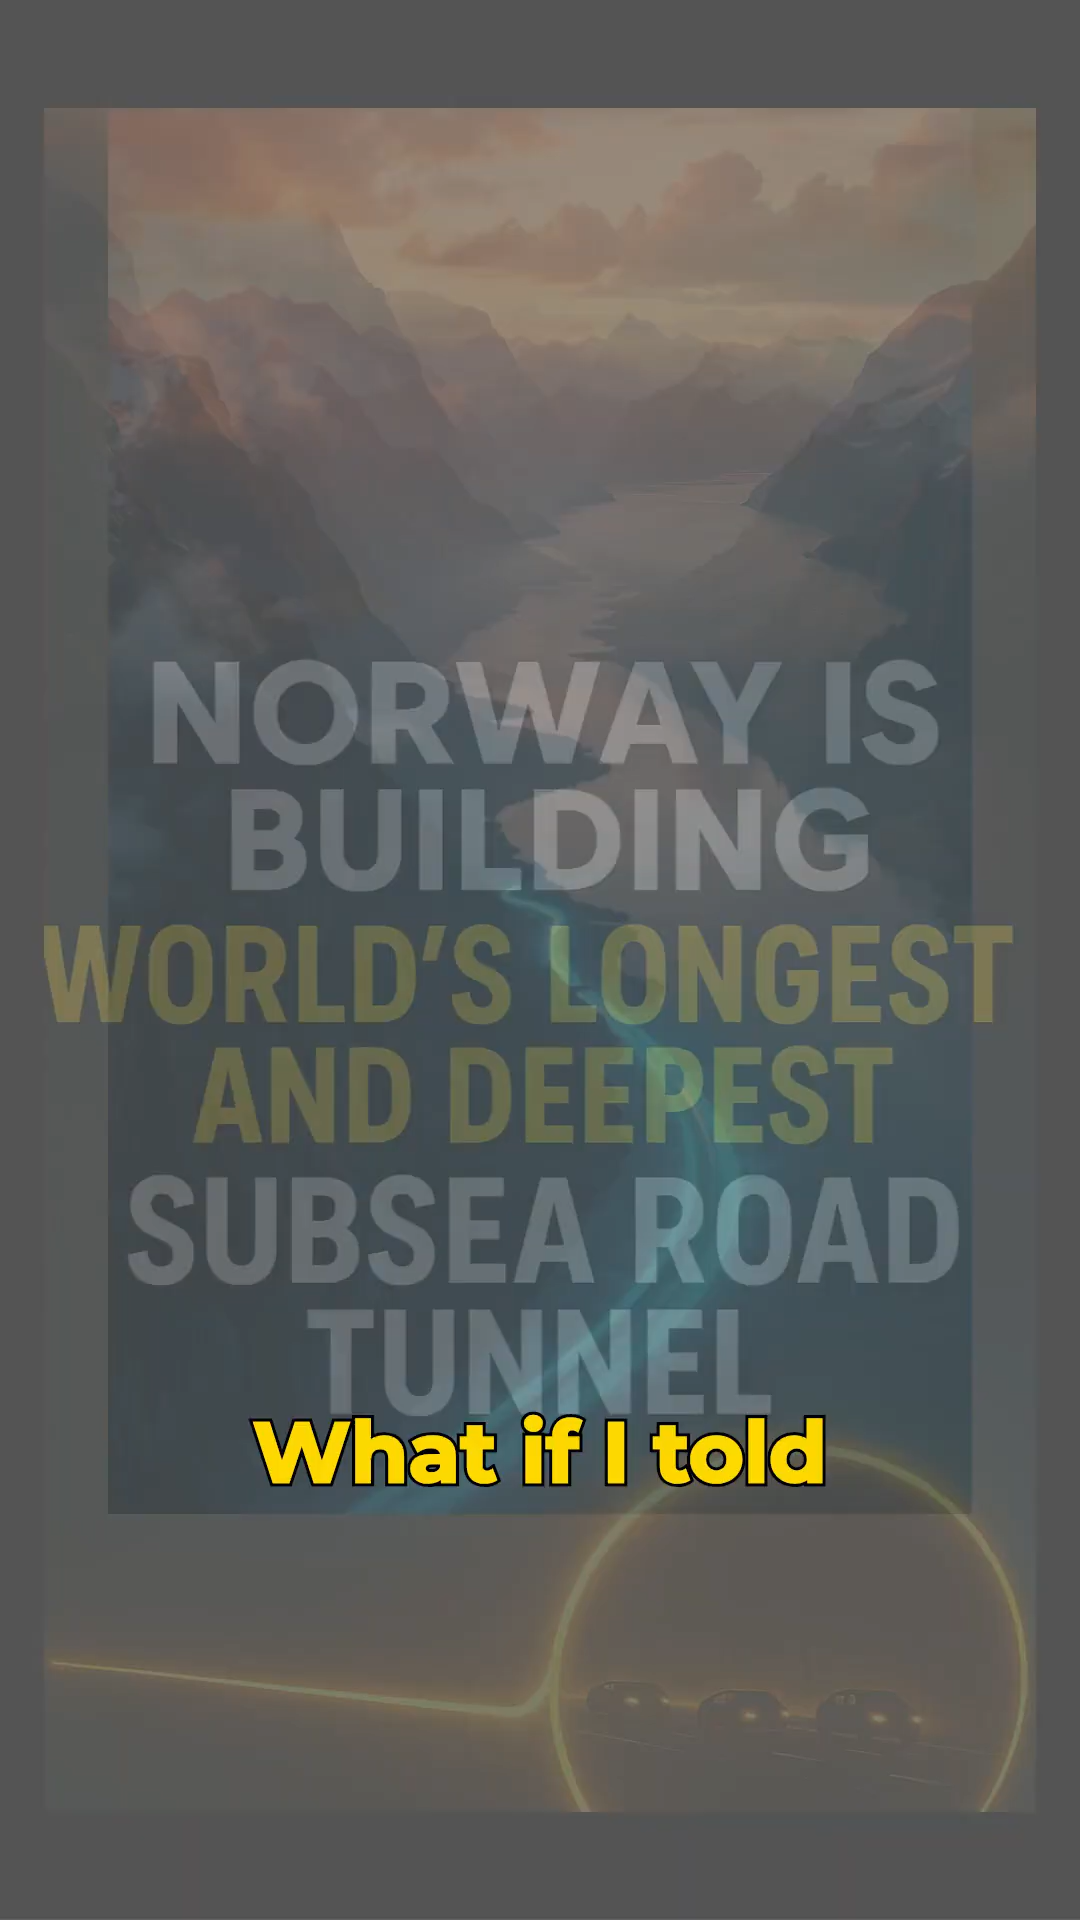 NORWAY IS
BUILDING
WORLD'S LONGEST
AND DEEPEST
SUBSEA ROAD
TUNNEL
What if I told